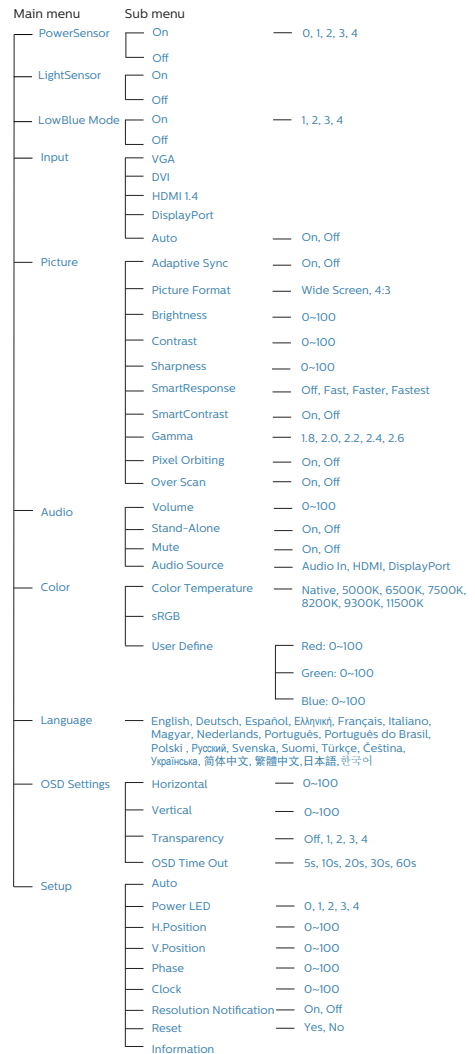 Main menu Sub menu
PowerSensor On 0, 1, 2, 3, 4
Off
LightSensor On
Off
LowBlue Mode On 1, 2, 3, 4
Off
Input VGA
DVI
HDMI 1.4
DisplayPort
Auto On, Off
Picture Adaptive Sync On, Off
Picture Format Wide Screen, 4:3
Brightness 0~100
Contrast 0~100
Sharpness 0~100
SmartResponse Off, Fast, Faster, Fastest
SmartContrast On, Off
Gamma 1.8, 2.0, 2.2, 2.4, 2.6
Pixel Orbiting On, Off
Over Scan On, Off
Audio Volume 0~100
Stand-Alone On, Off
Mute On, Off
Audio Source Audio In, HDMI, DisplayPort
Color Color Temperature Native, 5000K, 6500K, 7500K,
8200K, 9300K, 11500K
sRGB
User Define Red: 0~100
Green: 0~100
Blue: 0~100
Language English, Deutsch, Español, Ελληνική, Français, Italiano,
Magyar, Nederlands, Português, Português do Brasil,
Polski , Русский, Svenska, Suomi, Türkçe, Čeština,
Українська, 简体中文, 繁體中文,日本語,한국어
OSD Settings Horizontal 0~100
Vertical 0~100
Transparency Off, 1, 2, 3, 4
OSD Time Out 5s, 10s, 20s, 30s, 60s
Setup Auto
Power LED 0, 1, 2, 3, 4
H.Position 0~100
V.Position 0~100
Phase 0~100
Clock 0~100
Resolution Notification On, Off
Reset Yes, No
Information